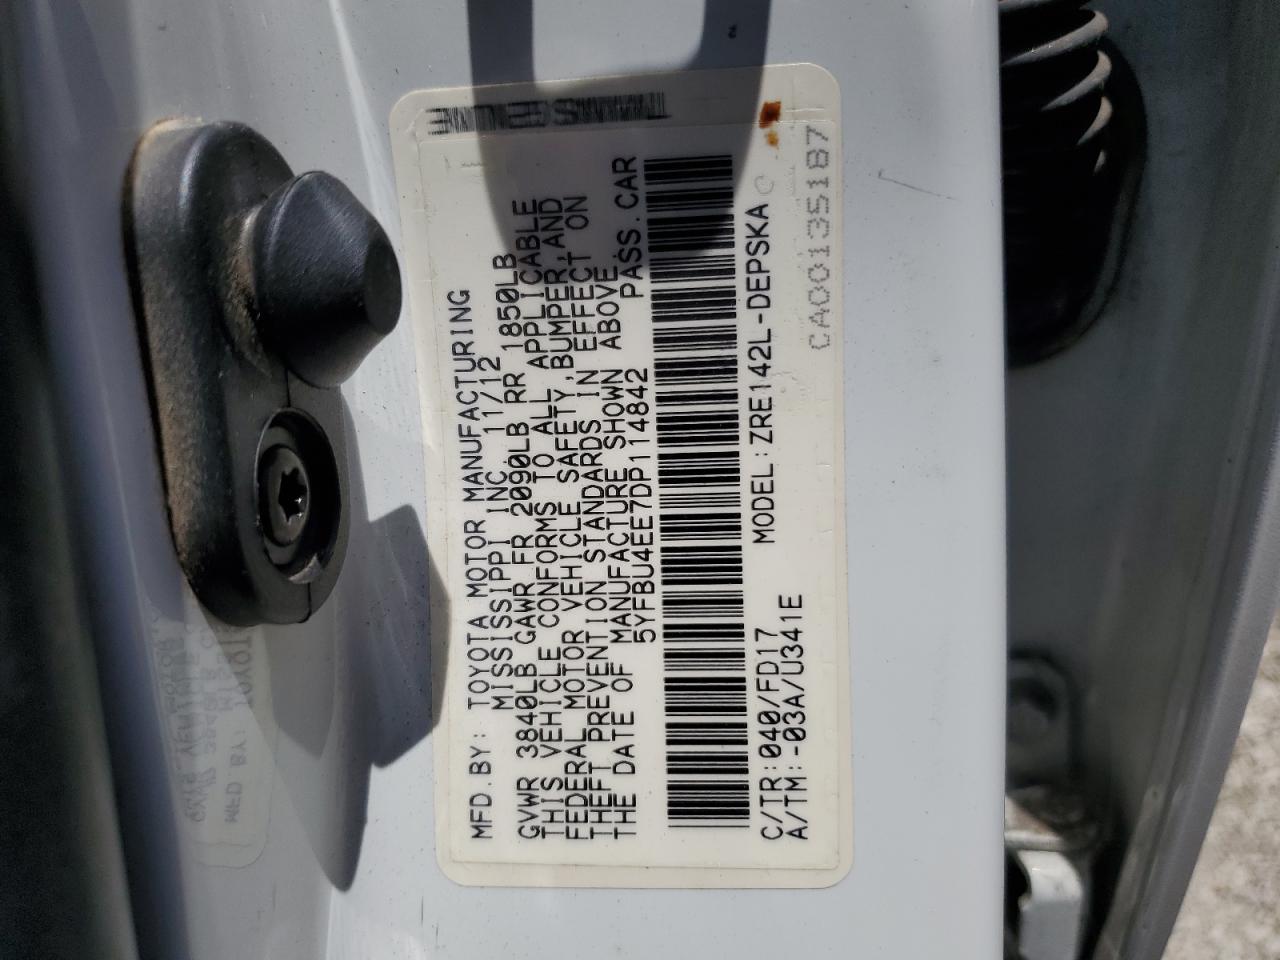 MFD.BY: TOYOTA MOTOR MANUFACTURING
MISSISSIPPI INC 11/12
GVWR 3840LB GAWR FR 2090LB RR 1850LB
THIS VEHICLE CONFORMS TO ALL APPLICABLE
FEDERAL MOTOR VEHICLE SAFETY,BUMPER,AND
THEFT PREVENTION STANDARDS IN EFFECT ON
THE DATE OF MANUFACTURE SHOWN ABOVE.
5YFBU4EE7DP114842 PASS.CAR
C/TR:040/FD17 MODEL:ZRE142L-DEPSKA
A/TM:-03A/U341E
CA00135187